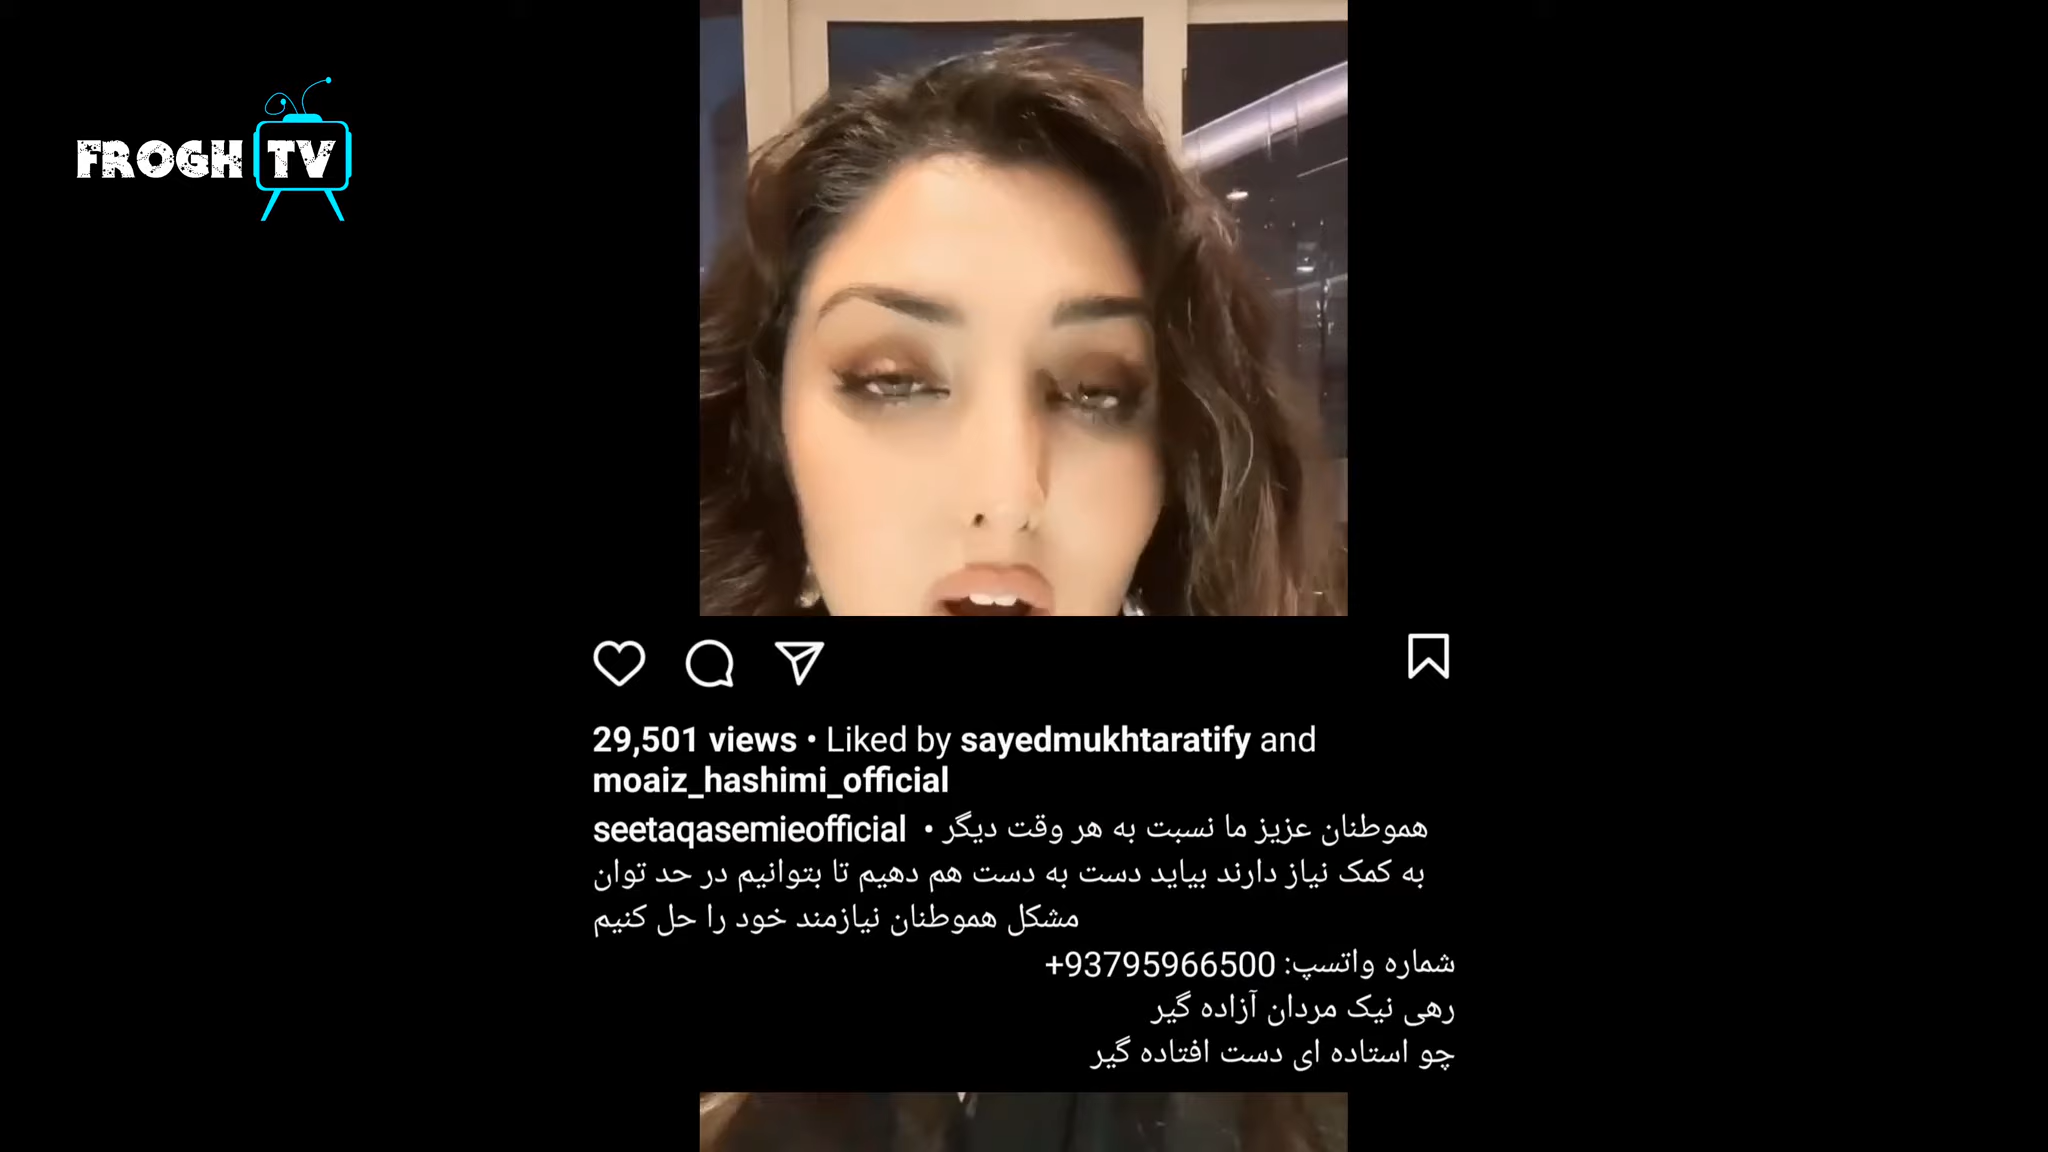 FROGH TV
29,501 views • Liked by sayedmukhtaratify and
moaiz_hashimi_official
seetaqasemieofficial • هموطنان عزیز ما نسبت به هر وقت دیگر
به کمک نیاز دارند بیاید دست به دست هم دهیم تا بتوانیم در حد توان
مشکل هموطنان نیازمند خود را حل کنیم
شماره واتسپ: 93795966500+
رهی نیک مردان آزاده گیر
چو استاده ای دست افتاده گیر